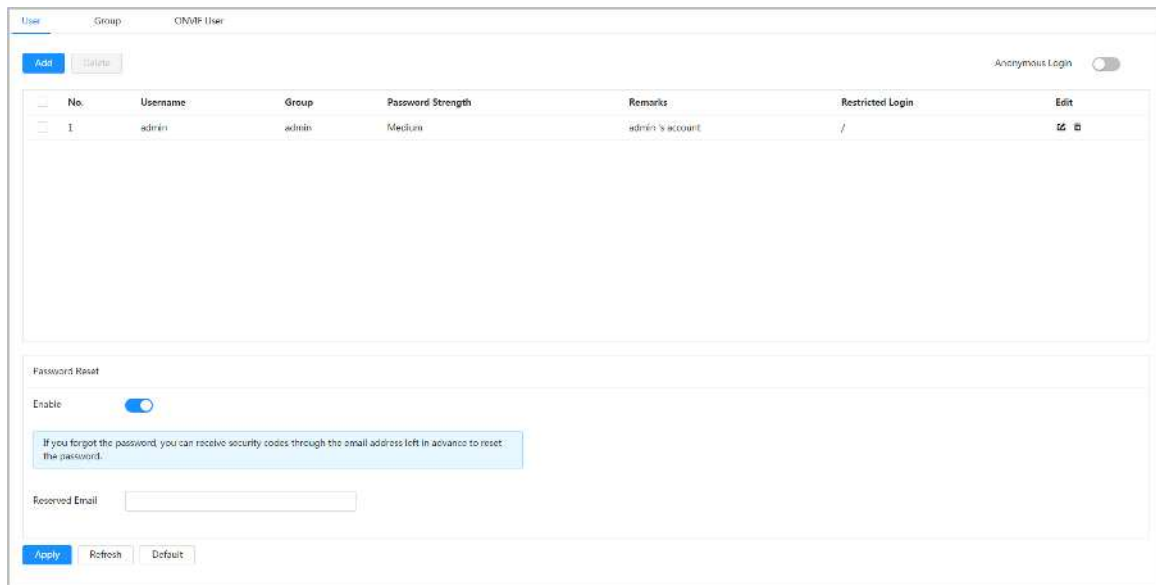 User Group ONVIF User
Add Delete Anonymous Login
No. Username Group Password Strength Remarks Restricted Login Edit
1 admin admin Medium admin 's account /
Password Reset
Enable
If you forgot the password, you can receive security codes through the email address left in advance to reset
the password.
Reserved Email
Apply Refresh Default